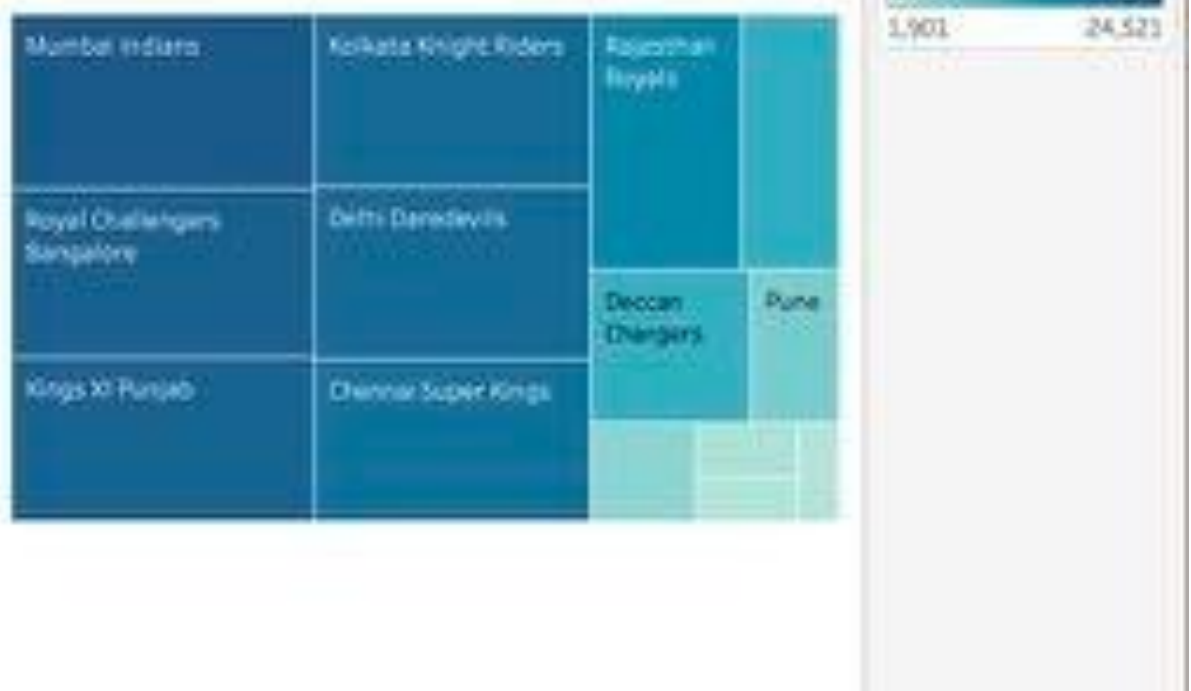 Mumbai Indians
Kolkata Knight Riders
Rajasthan
Royals
Royal Challengers
Bangalore
Delhi Daredevils
Deccan
Chargers
Pune
Kings XI Punjab
Chennai Super Kings
1,901
24,521